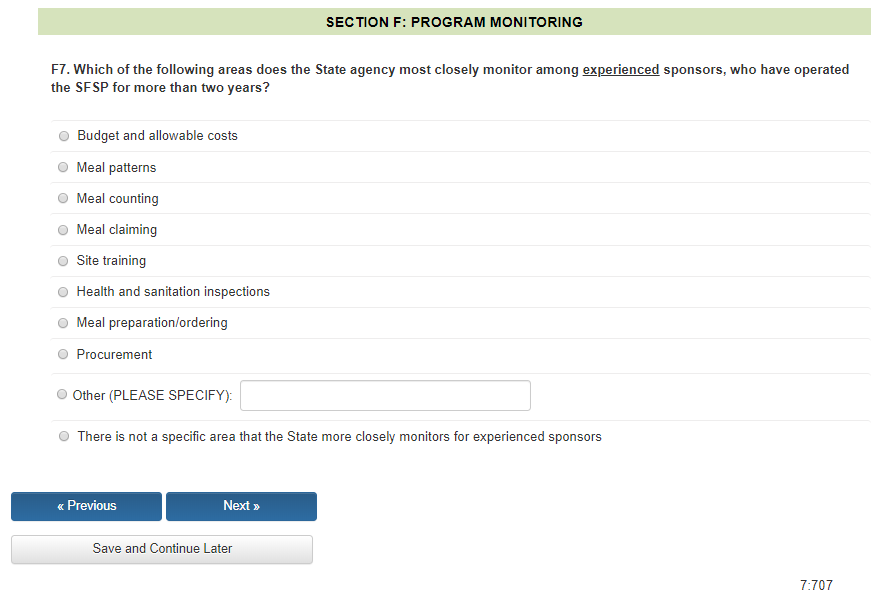 SECTION F: PROGRAM MONITORING
F7. Which of the following areas does the State agency most closely monitor among experienced sponsors, who have operated
the SFSP for more than two years?
Budget and allowable costs
Meal patterns
Meal counting
Meal claiming
Site training
Health and sanitation inspections
Meal preparation/ordering
Procurement
Other (PLEASE SPECIFY):
There is not a specific area that the State more closely monitors for experienced sponsors
« Previous
Next »
Save and Continue Later
7:707